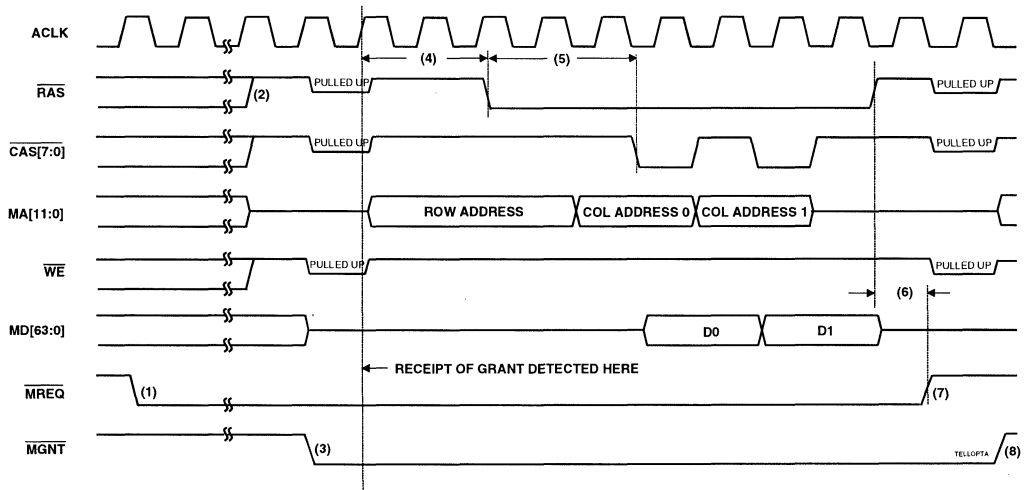 ACLK
(4)
(5)
RAS
(2)
PULLED UP
PULLED UP
CAS[7:0]
PULLED UP
PULLED UP
MA[11:0]
ROW ADDRESS
COL ADDRESS 0
COL ADDRESS 1
WE
PULLED UP
PULLED UP
(6)
MD[63:0]
D0
D1
RECEIPT OF GRANT DETECTED HERE
MREQ
(1)
(7)
MGNT
(3)
TELLOPTA
(8)